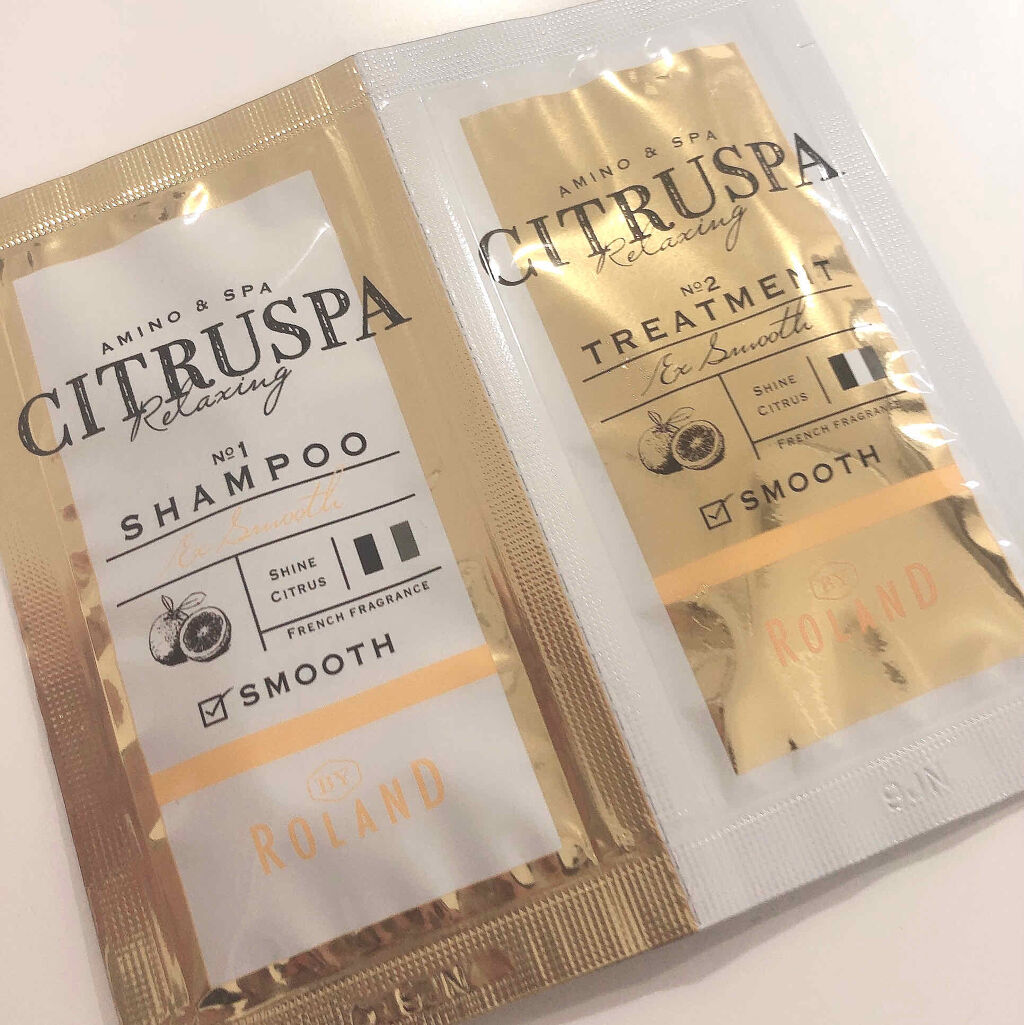 AMINO & SPA
CITRUSPA
Relaxing
No1
SHAMPOO
Ex Smooth
SHINE
CITRUS
FRENCH FRAGRANCE
SMOOTH
BY
ROLAND
AMINO & SPA
CITRUSPA
Relaxing
No2
TREATMENT
Ex Smooth
SHINE
CITRUS
FRENCH FRAGRANCE
SMOOTH
BY
ROLAND